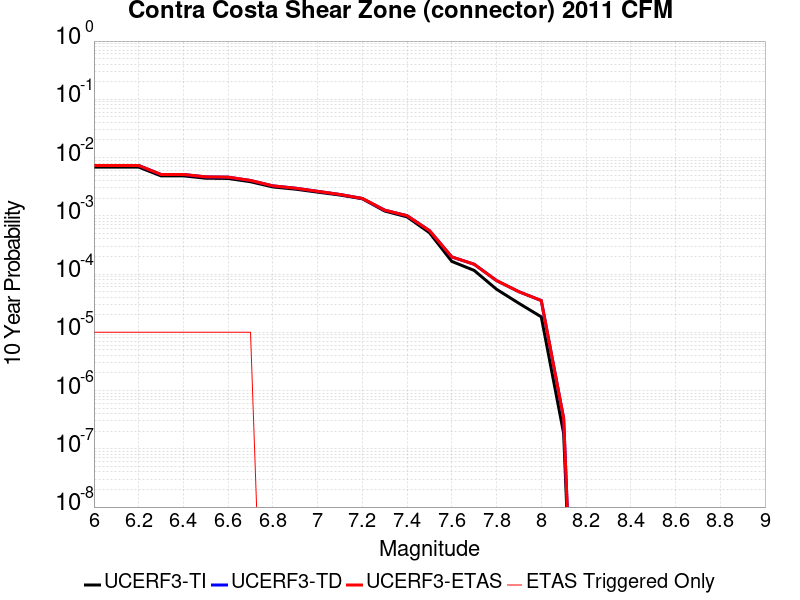 Contra Costa Shear Zone (connector) 2011 CFM
10 Year Probability
10^0
10^-1
10^-2
10^-3
10^-4
10^-5
10^-6
10^-7
10^-8
6 6.2 6.4 6.6 6.8 7 7.2 7.4 7.6 7.8 8 8.2 8.4 8.6 8.8 9
Magnitude
UCERF3-TI UCERF3-TD UCERF3-ETAS ETAS Triggered Only